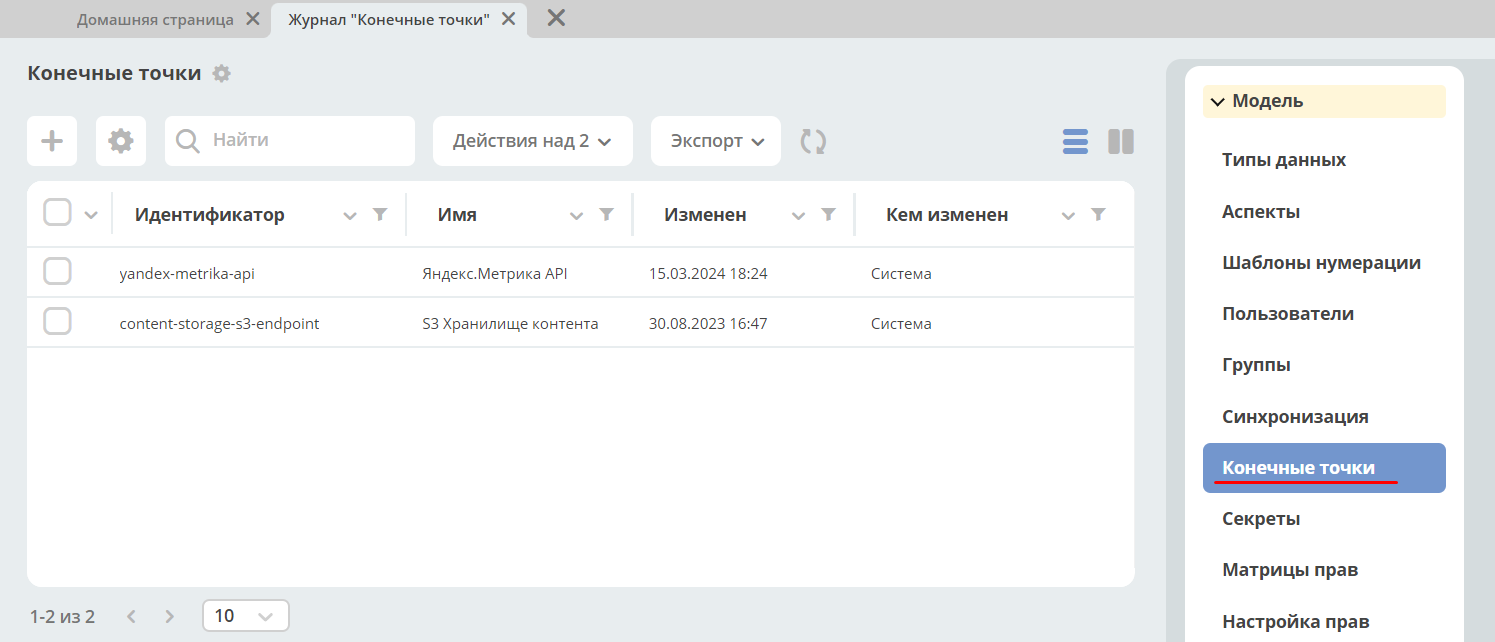 Домашняя страница
Журнал "Конечные точки"
Конечные точки
Найти
Действия над 2
Экспорт
Идентификатор Имя Изменен Кем изменен
yandex-metrika-api Яндекс.Метрика API 15.03.2024 18:24 Система
content-storage-s3-endpoint S3 Хранилище контента 30.08.2023 16:47 Система
1-2 из 2
10
Модель
Типы данных
Аспекты
Шаблоны нумерации
Пользователи
Группы
Синхронизация
Конечные точки
Секреты
Матрицы прав
Настройка прав